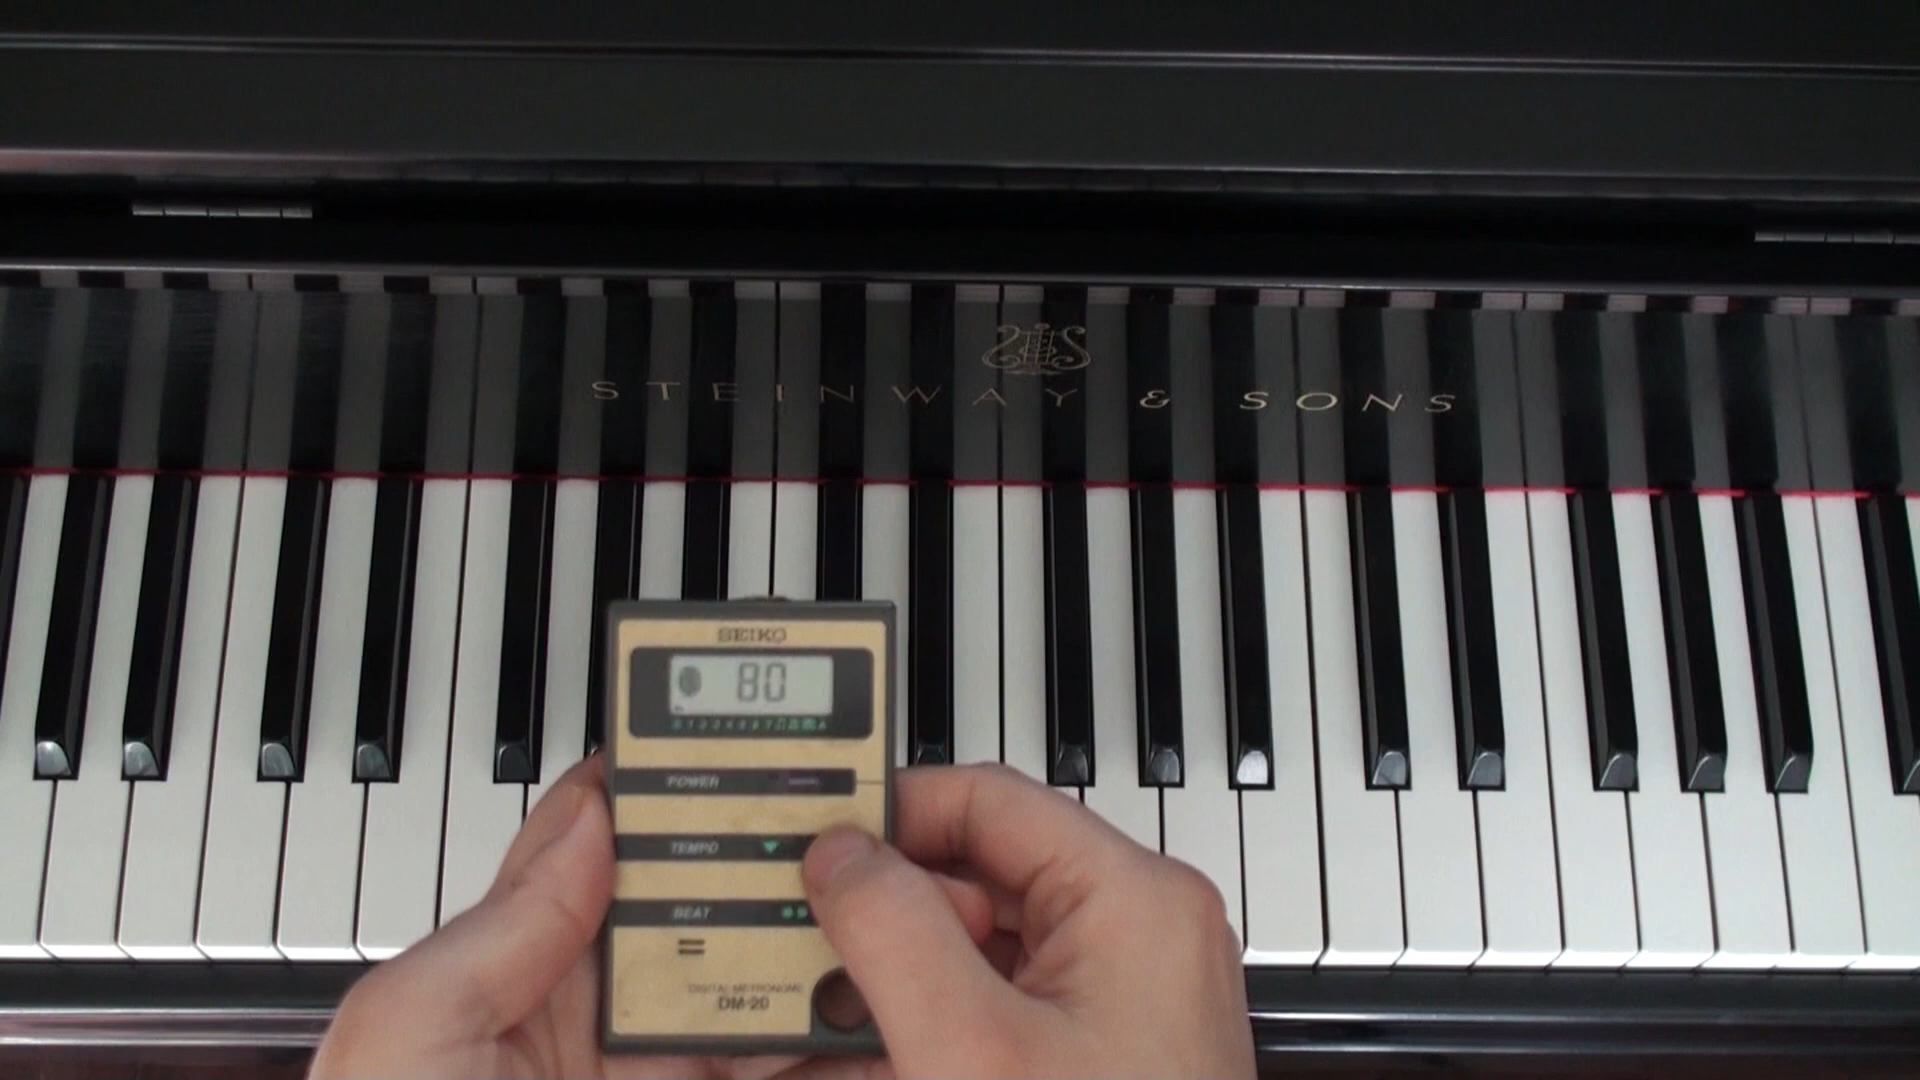 STEINWAY & SONS
SEIKO
80
POWER
TEMPO
BEAT
DIGITAL METRONOME
DM-20